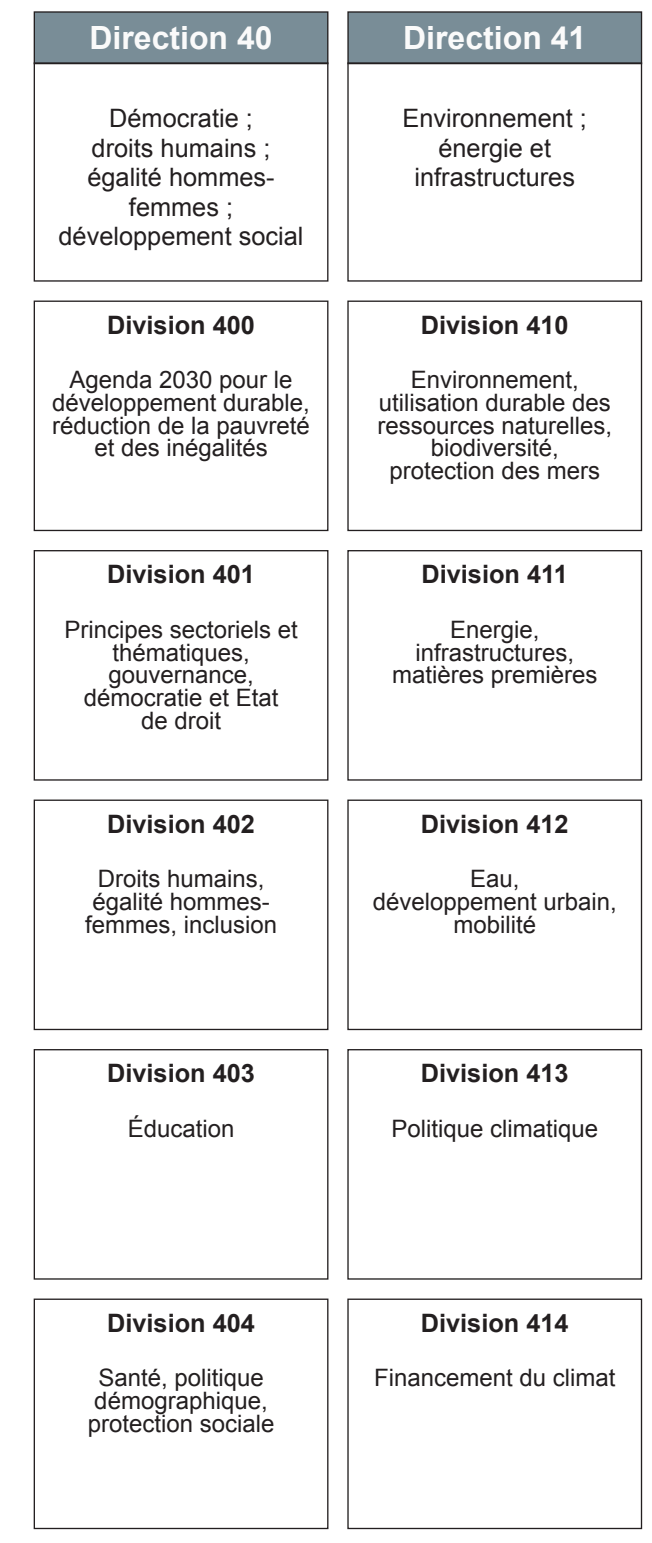 Direction 40
Démocratie ;
droits humains ;
égalité hommes-
femmes ;
développement social
Direction 41
Environnement ;
énergie et
infrastructures
Division 400
Agenda 2030 pour le
développement durable,
réduction de la pauvreté
et des inégalités
Division 410
Environnement,
utilisation durable des
ressources naturelles,
biodiversité,
protection des mers
Division 401
Principes sectoriels et
thématiques,
gouvernance,
démocratie et Etat
de droit
Division 411
Energie,
infrastructures,
matières premières
Division 402
Droits humains,
égalité hommes-
femmes, inclusion
Division 412
Eau,
développement urbain,
mobilité
Division 403
Éducation
Division 413
Politique climatique
Division 404
Santé, politique
démographique,
protection sociale
Division 414
Financement du climat